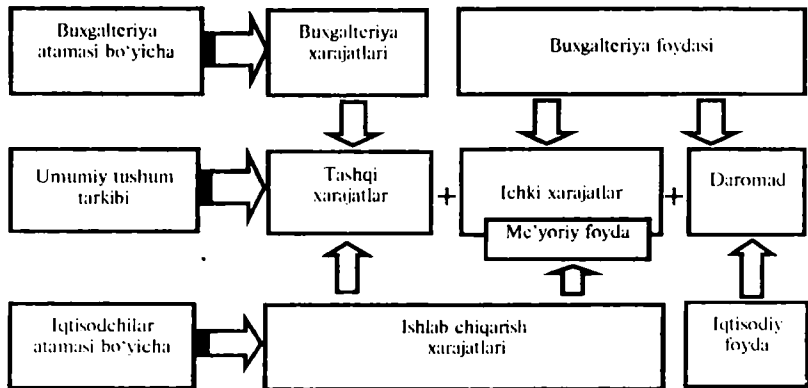 Buxgalteriya
atamasi bo'yicha
Buxgalteriya
xarajatlari
Buxgalteriya foydasi
Umumiy tushum
tarkibi
Tashqi
xarajatlar
+
Ichki xarajatlar
Me'yoriy foyda
+
Daromad
Iqtisodchilar
atamasi bo'yicha
Ishlab chiqarish
xarajatlari
Iqtisodiy
foyda